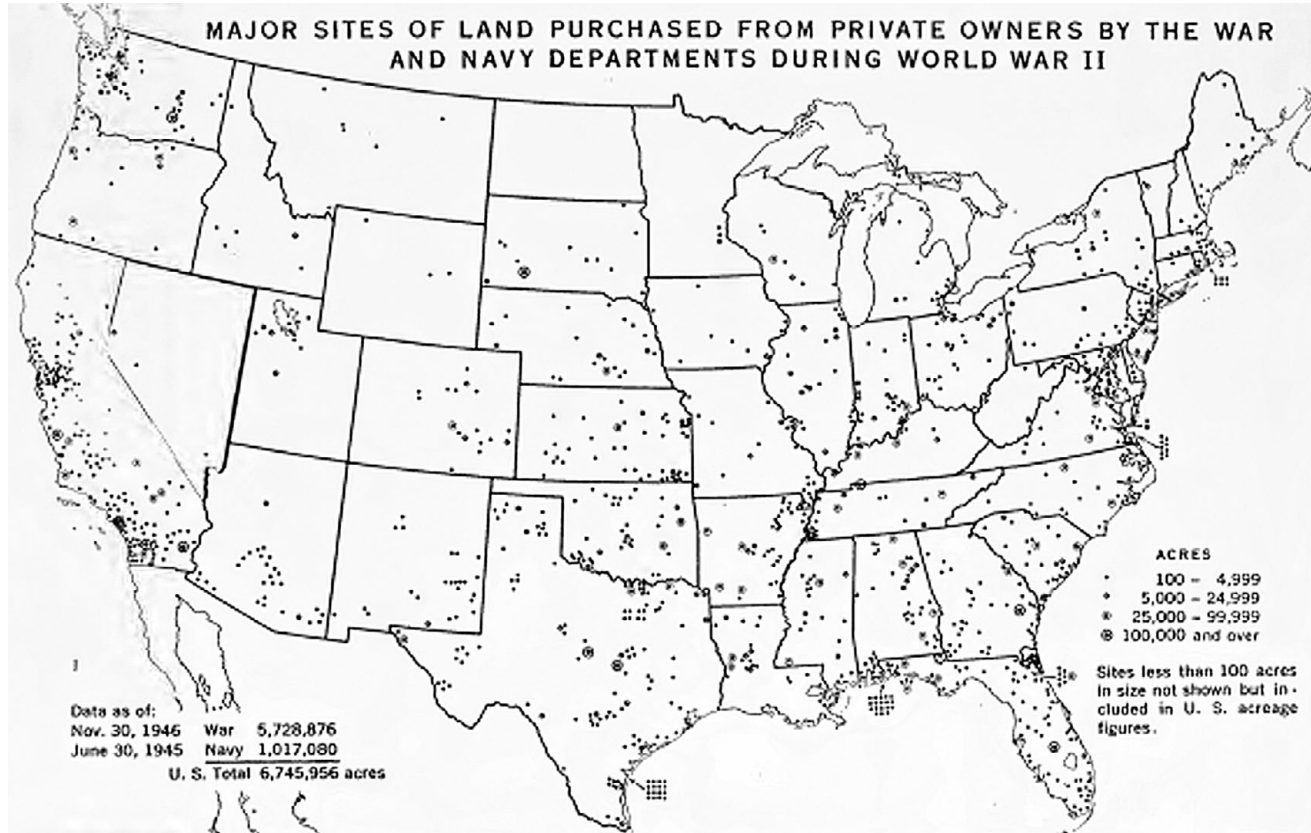 MAJOR SITES OF LAND PURCHASED FROM PRIVATE OWNERS BY THE WAR
AND NAVY DEPARTMENTS DURING WORLD WAR II
ACRES
100 – 4,999
5,000 – 24,999
25,000 – 99,999
100,000 and over
Sites less than 100 acres
in size not shown but in-
cluded in U. S. acreage
figures.
Data as of:
Nov. 30, 1946 War 5,728,876
June 30, 1945 Navy 1,017,080
U. S. Total 6,745,956 acres